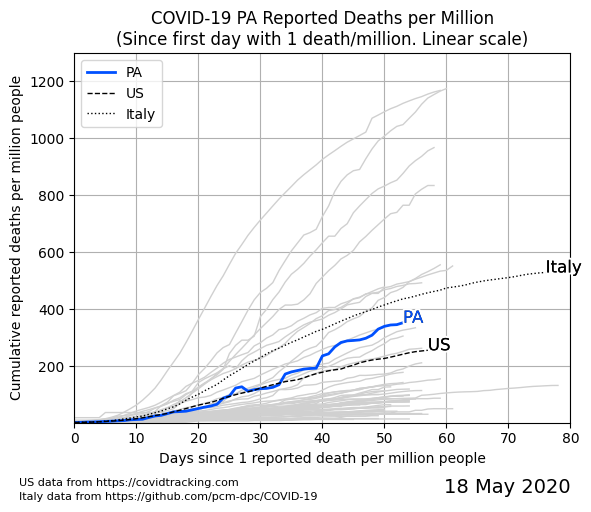 COVID-19 PA Reported Deaths per Million
(Since first day with 1 death/million. Linear scale)
Cumulative reported deaths per million people
1200
1000
800
600
400
200
PA
US
Italy
Italy
PA
US
0 10 20 30 40 50 60 70 80
Days since 1 reported death per million people
US data from https://covidtracking.com
Italy data from https://github.com/pcm-dpc/COVID-19
18 May 2020